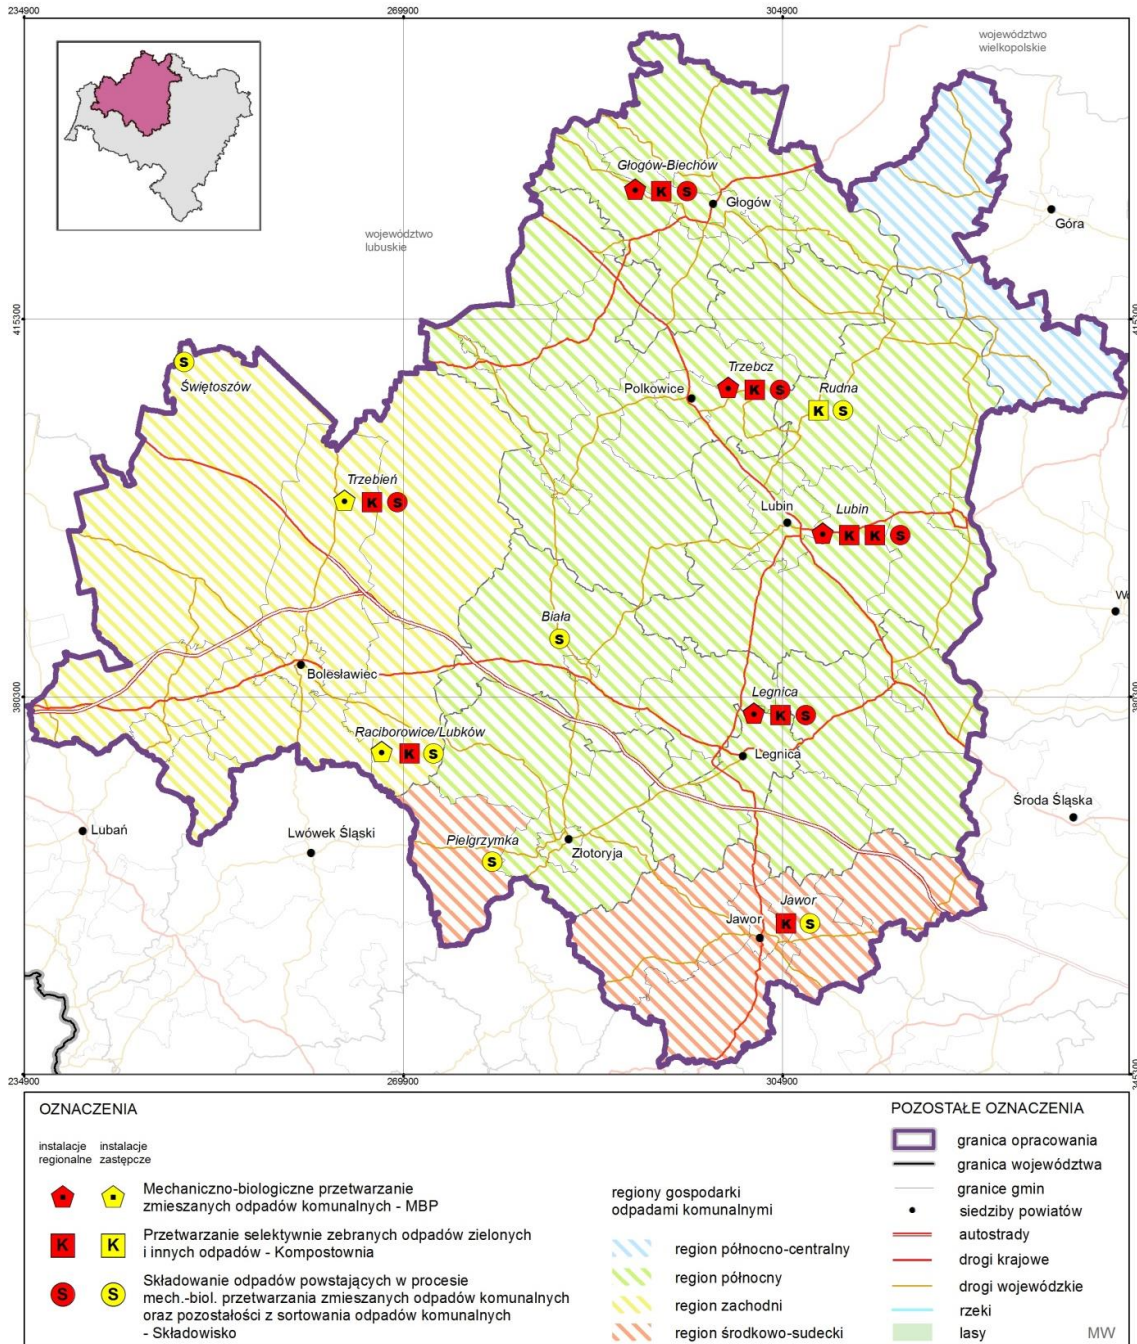 234900
269900
304900
województwo
wielkopolskie
Głogów-Biechów
K
S
Głogów
Góra
województwo
lubuskie
415300
415300
S
Świętoszów
Trzebcz
K
S
Polkowice
Rudna
K
S
Trzebień
K
S
Lubin
Lubin
K
K
S
Biała
S
Bolesławiec
380300
380300
Legnica
K
S
Raciborowice/Lubków
K
S
Legnica
Środa Śląska
Lubań
Lwówek Śląski
Pielgrzymka
S
Złotoryja
Jawor
Jawor
K
S
234900
269900
304900
345300
OZNACZENIA
instalacje
regionalne
instalacje
zastępcze
Mechaniczno-biologiczne przetwarzanie
zmieszanych odpadów komunalnych - MBP
K
K
Przetwarzanie selektywnie zebranych odpadów zielonych
i innych odpadów - Kompostownia
S
S
Składowanie odpadów powstających w procesie
mech.-biol. przetwarzania zmieszanych odpadów komunalnych
oraz pozostałości z sortowania odpadów komunalnych
- Składowisko
regiony gospodarki
odpadami komunalnymi
region północno-centralny
region północny
region zachodni
region środkowo-sudecki
POZOSTAŁE OZNACZENIA
granica opracowania
granica województwa
granice gmin
siedziby powiatów
autostrady
drogi krajowe
drogi wojewódzkie
rzeki
lasy
MW